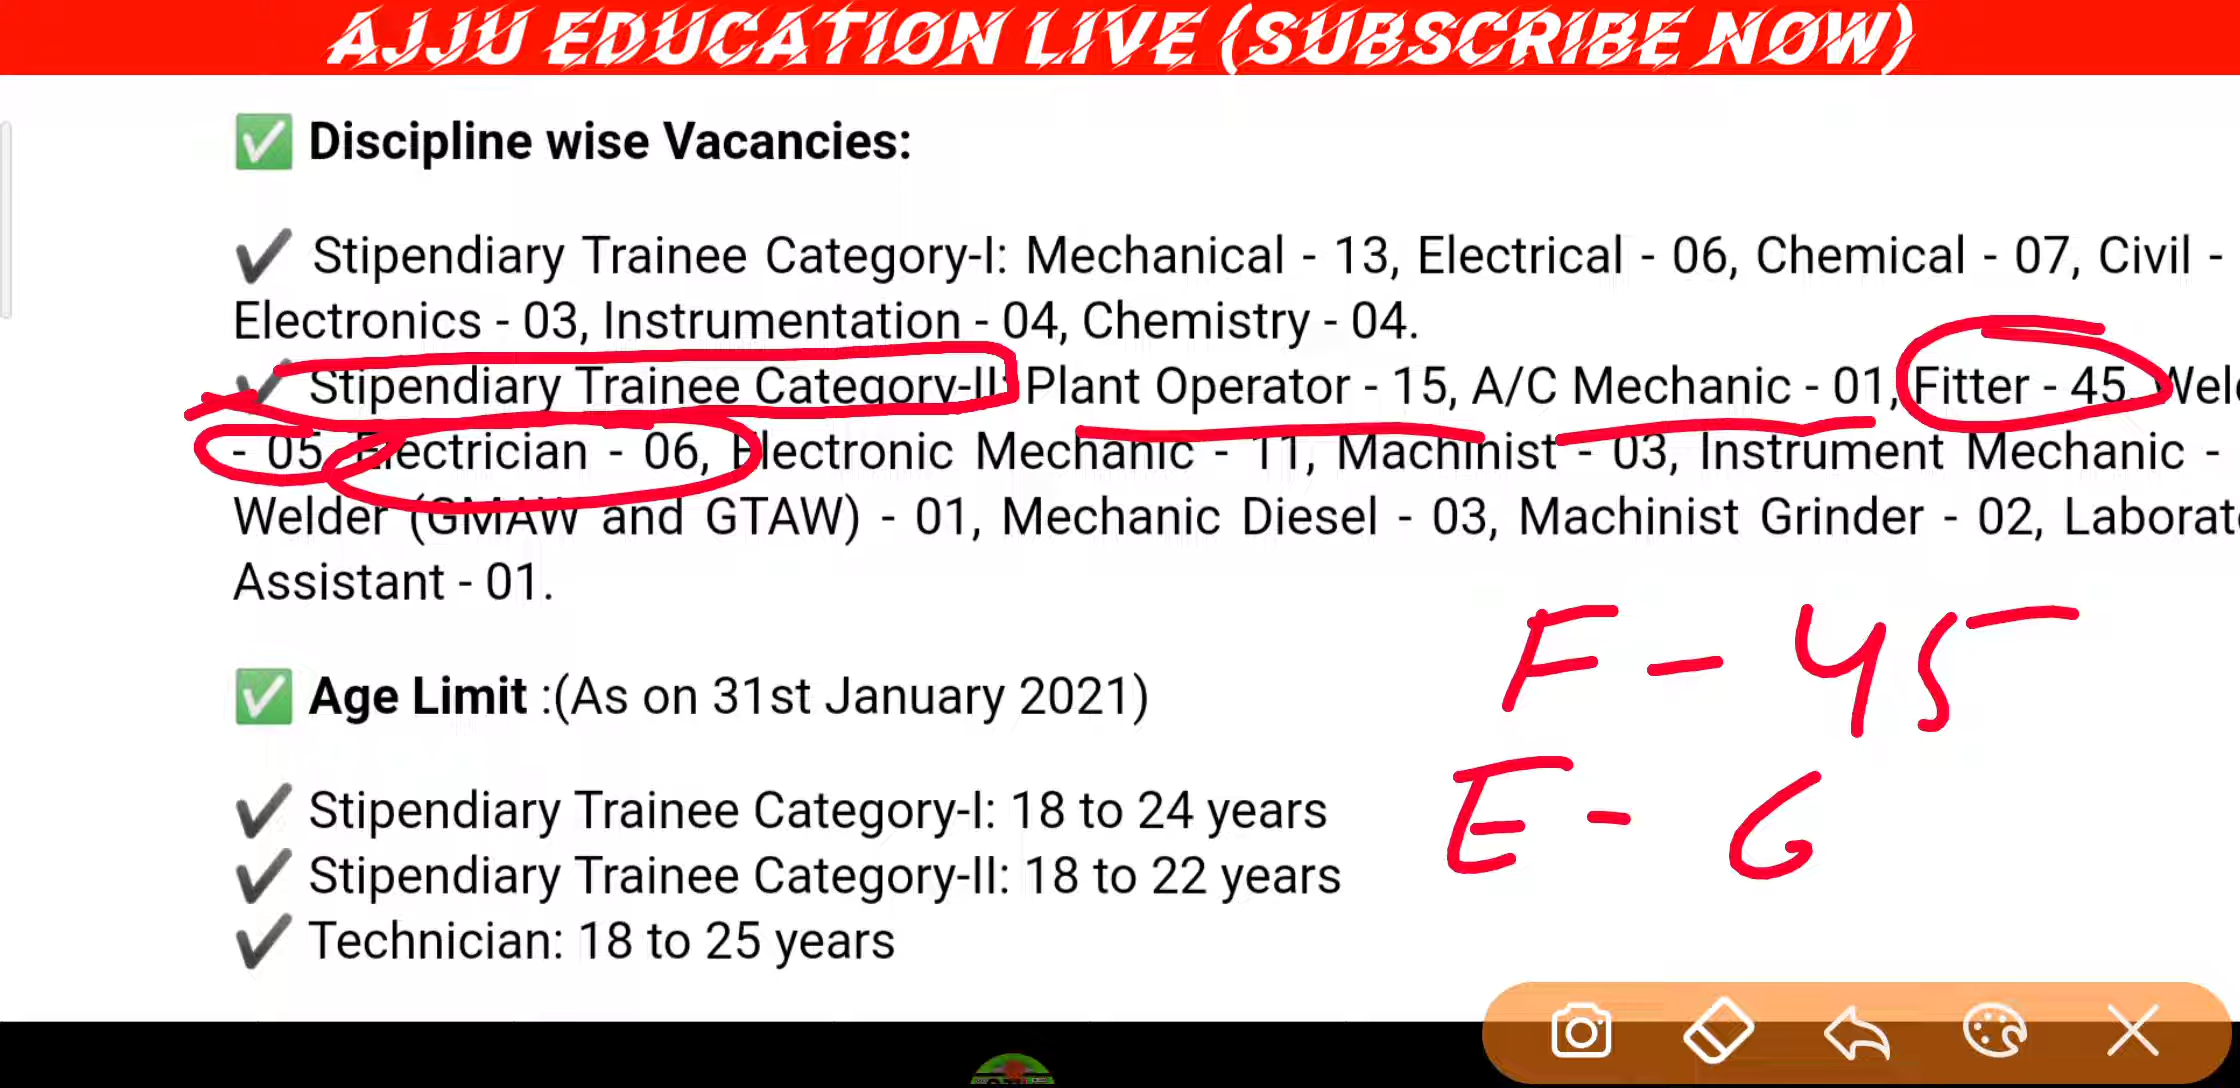 AJJU EDUCATION LIVE (SUBSCRIBE NOW)
Discipline wise Vacancies:
Stipendiary Trainee Category-I: Mechanical - 13, Electrical - 06, Chemical - 07, Civil -
Electronics - 03, Instrumentation - 04, Chemistry - 04.
Stipendiary Trainee Category-II: Plant Operator - 15, A/C Mechanic - 01, Fitter - 45,
- 05, Electrician - 06, Electronic Mechanic - 11, Machinist - 03, Instrument Mechanic -
Welder (GMAW and GTAW) - 01, Mechanic Diesel - 03, Machinist Grinder - 02,
Assistant - 01.
F - 45
Age Limit :(As on 31st January 2021)
E - 6
Stipendiary Trainee Category-I: 18 to 24 years
Stipendiary Trainee Category-II: 18 to 22 years
Technician: 18 to 25 years